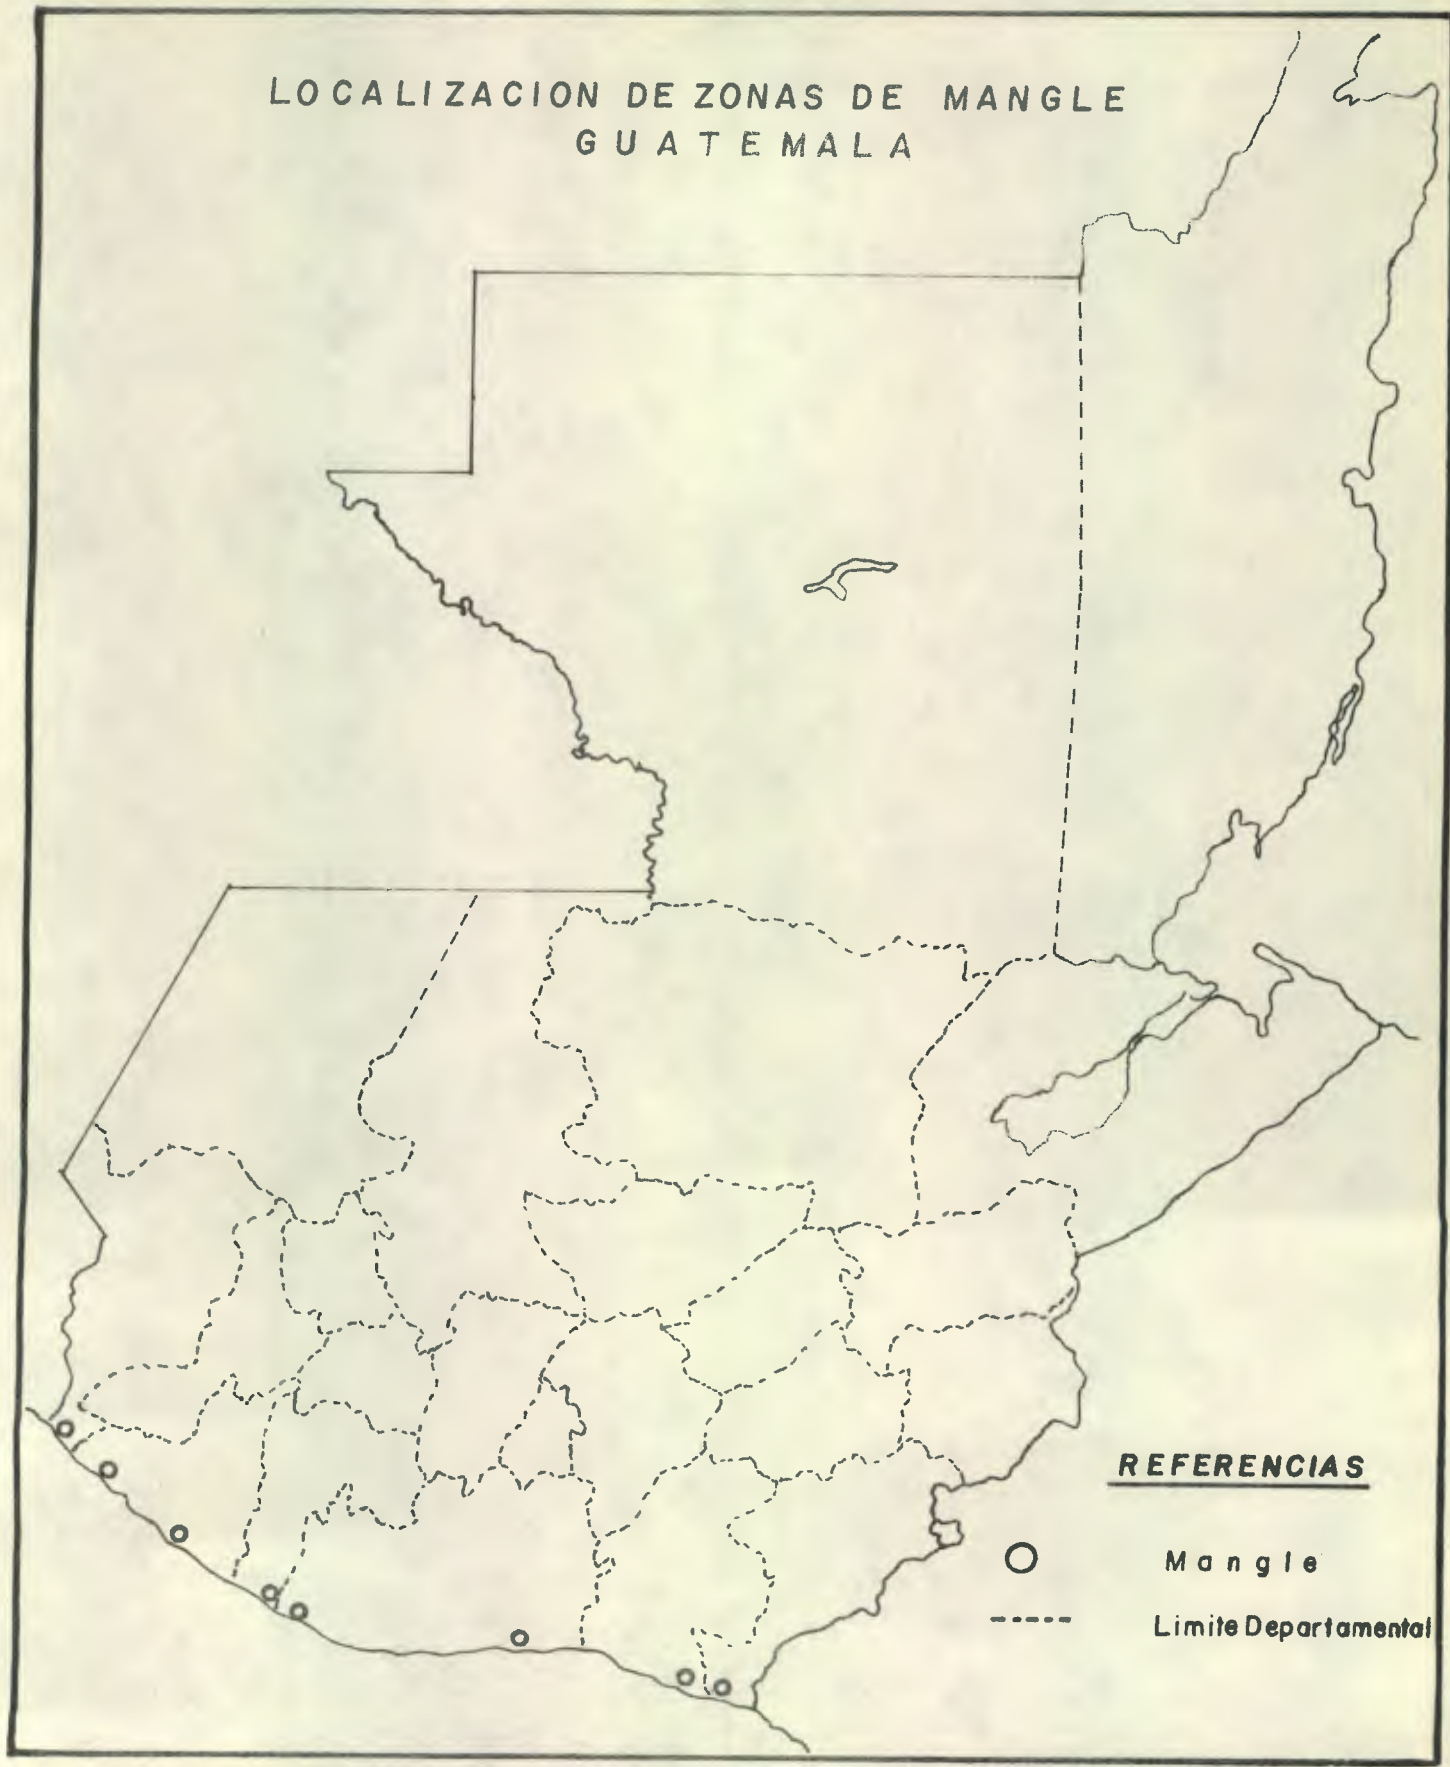 LOCALIZACION DE ZONAS DE MANGLE
GUATEMALA
REFERENCIAS
Mangle
Limite Departamental